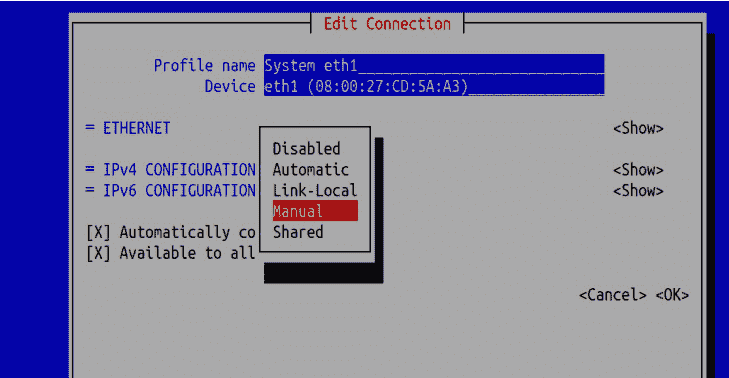 Edit Connection
Profile name System eth1
Device eth1 (08:00:27:CD:5A:A3)
= ETHERNET <Show>
Disabled
= IPv4 CONFIGURATION Automatic <Show>
= IPv6 CONFIGURATION Link-Local <Show>
Manual
[X] Automatically co Shared
[X] Available to all
<Cancel> <OK>